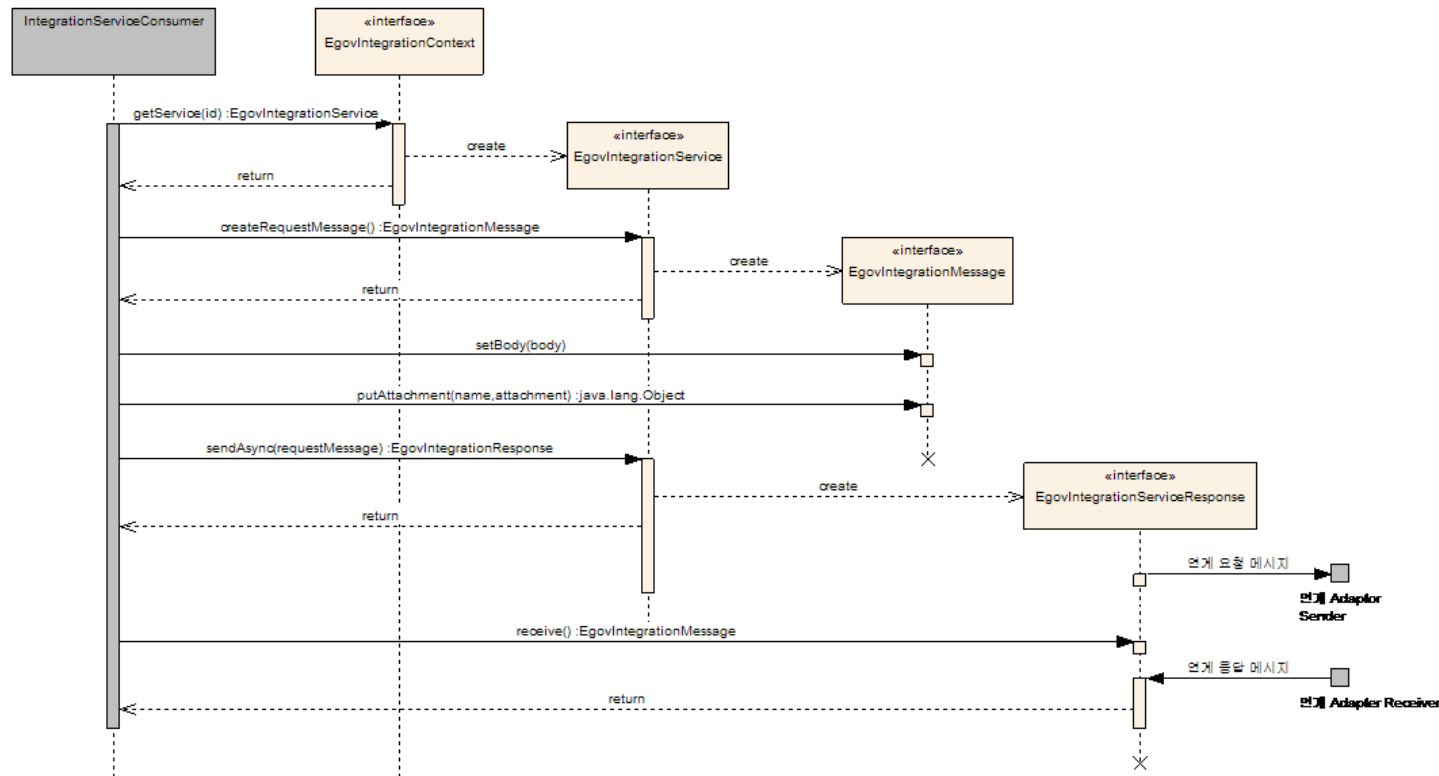 IntegrationServiceConsumer
«interface»
EgovIntegrationContext
getService(id) :EgovIntegrationService
«interface»
EgovIntegrationService
create
return
createRequestMessage() :EgovIntegrationMessage
«interface»
EgovIntegrationMessage
create
return
setBody(body)
putAttachment(name,attachment) :java.lang.Object
sendAsync(requestMessage) :EgovIntegrationResponse
«interface»
EgovIntegrationServiceResponse
create
return
연계 요청 메시지
연계 Adaptor
Sender
receive() :EgovIntegrationMessage
연계 응답 메시지
연계 Adapter Receiver
return